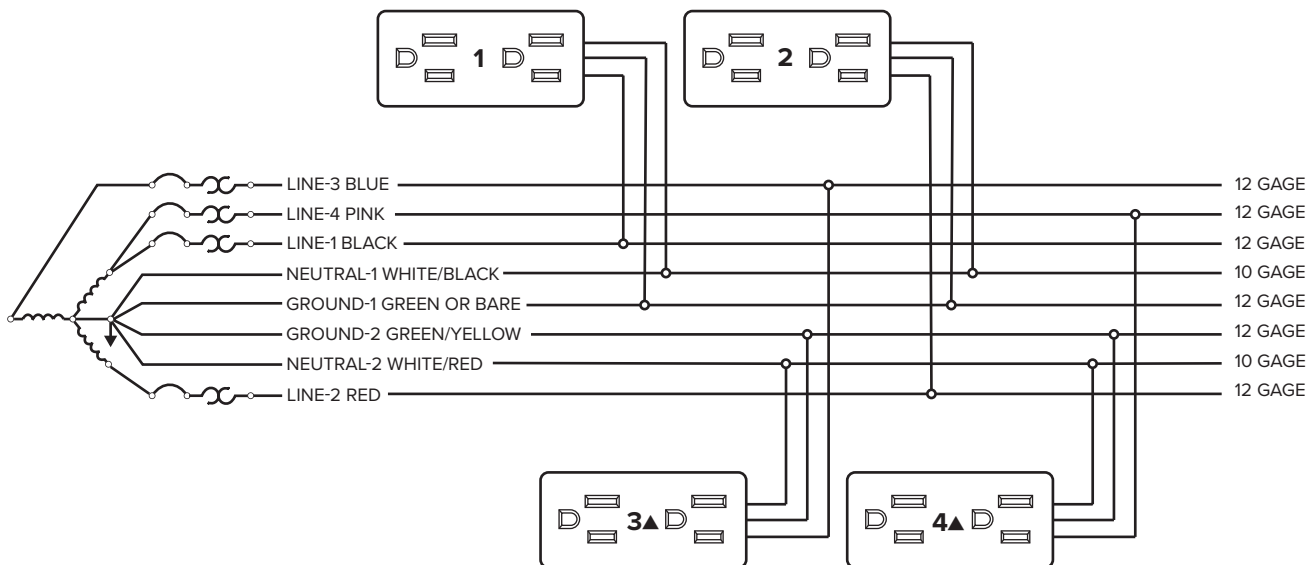 1
2
LINE-3 BLUE 12 GAGE
LINE-4 PINK 12 GAGE
LINE-1 BLACK 12 GAGE
NEUTRAL-1 WHITE/BLACK 10 GAGE
GROUND-1 GREEN OR BARE 12 GAGE
GROUND-2 GREEN/YELLOW 12 GAGE
NEUTRAL-2 WHITE/RED 10 GAGE
LINE-2 RED 12 GAGE
3▲
4▲